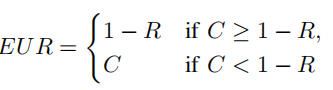 EUR = { 1 − R if C ≥ 1 − R,
C if C < 1 − R